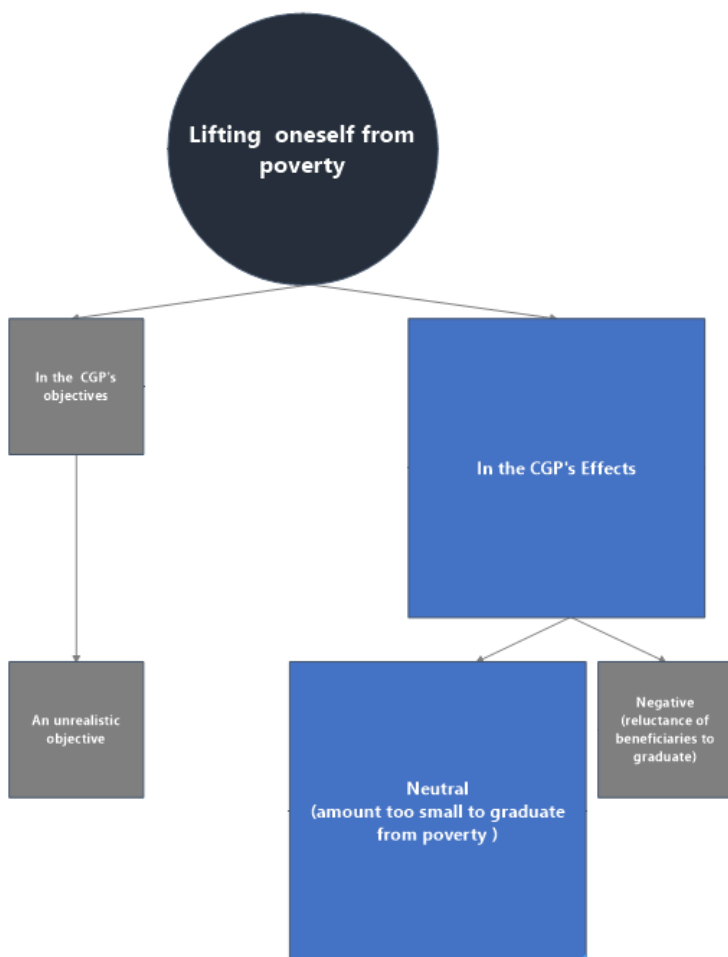 Lifting oneself from
poverty
In the CGP's
objectives
In the CGP's Effects
An unrealistic
objective
Neutral
(amount too small to graduate
from poverty )
Negative
(reluctance of
beneficiaries to
graduate)